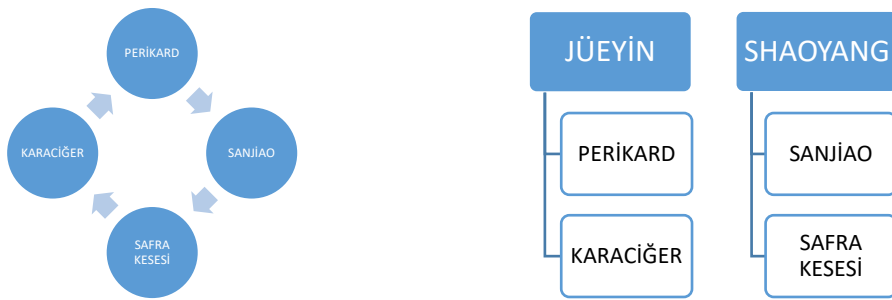 PERİKARD
SANJİAO
SAFRA
KESESİ
KARACİĞER
JÜEYİN
PERİKARD
KARACİĞER
SHAOYANG
SANJİAO
SAFRA
KESESİ